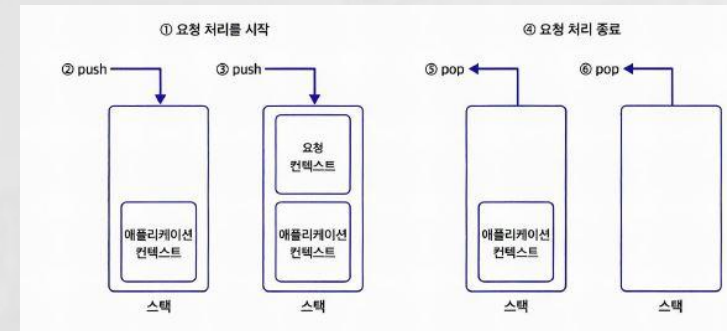 ① 요청 처리를 시작
④ 요청 처리 종료
② push
③ push
⑤ pop
⑥ pop
요청
컨텍스트
애플리케이션
컨텍스트
애플리케이션
컨텍스트
애플리케이션
컨텍스트
스택
스택
스택
스택